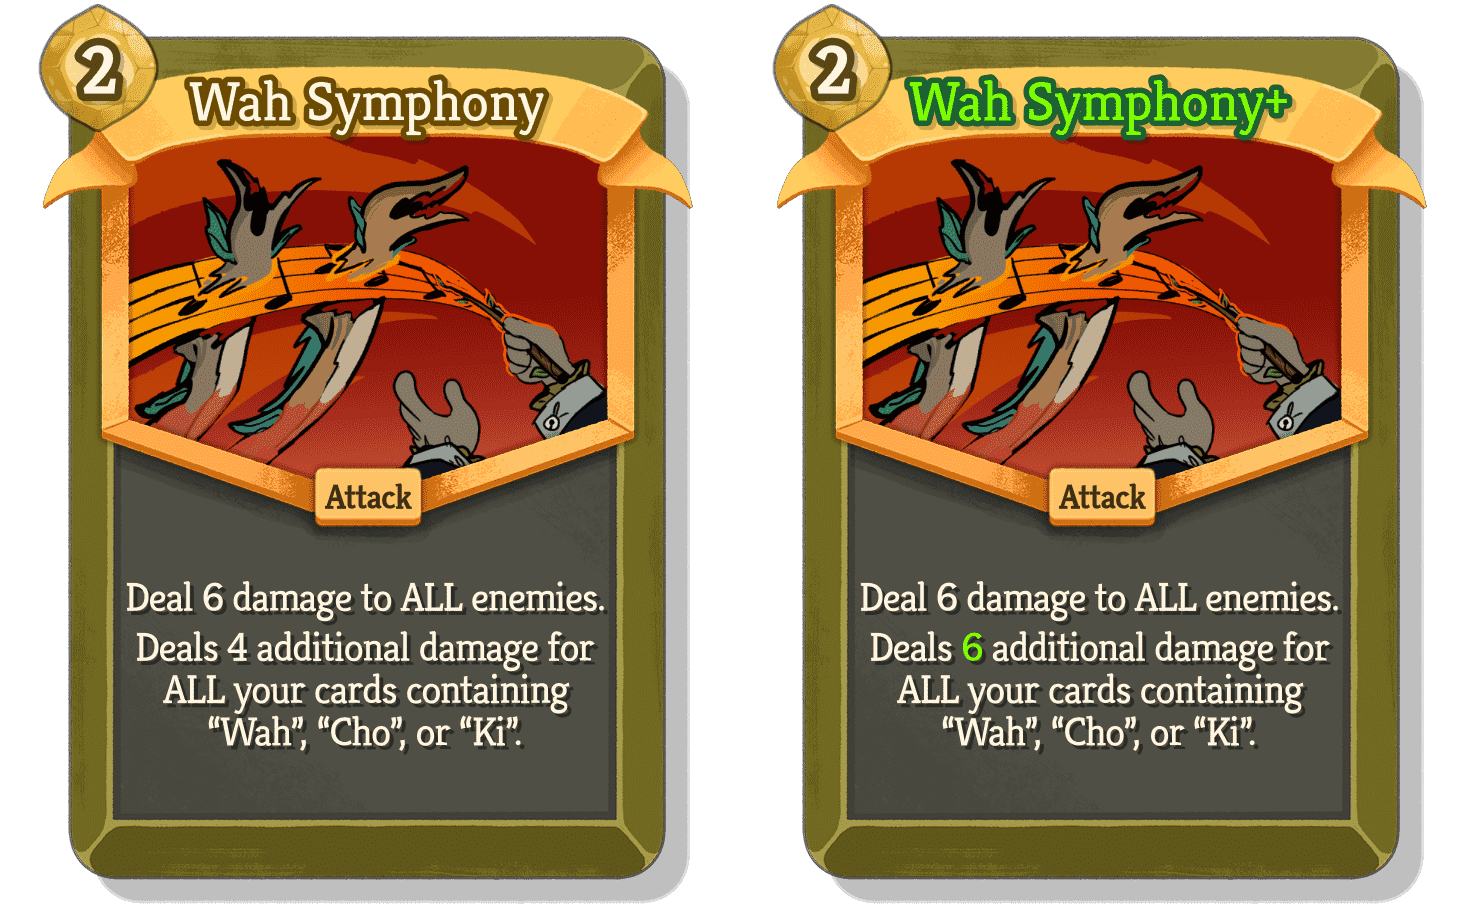 2
Wah Symphony
Attack
Deal 6 damage to ALL enemies.
Deals 4 additional damage for
ALL your cards containing
“Wah”, “Cho”, or “Ki”.
2
Wah Symphony+
Attack
Deal 6 damage to ALL enemies.
Deals 6 additional damage for
ALL your cards containing
“Wah”, “Cho”, or “Ki”.